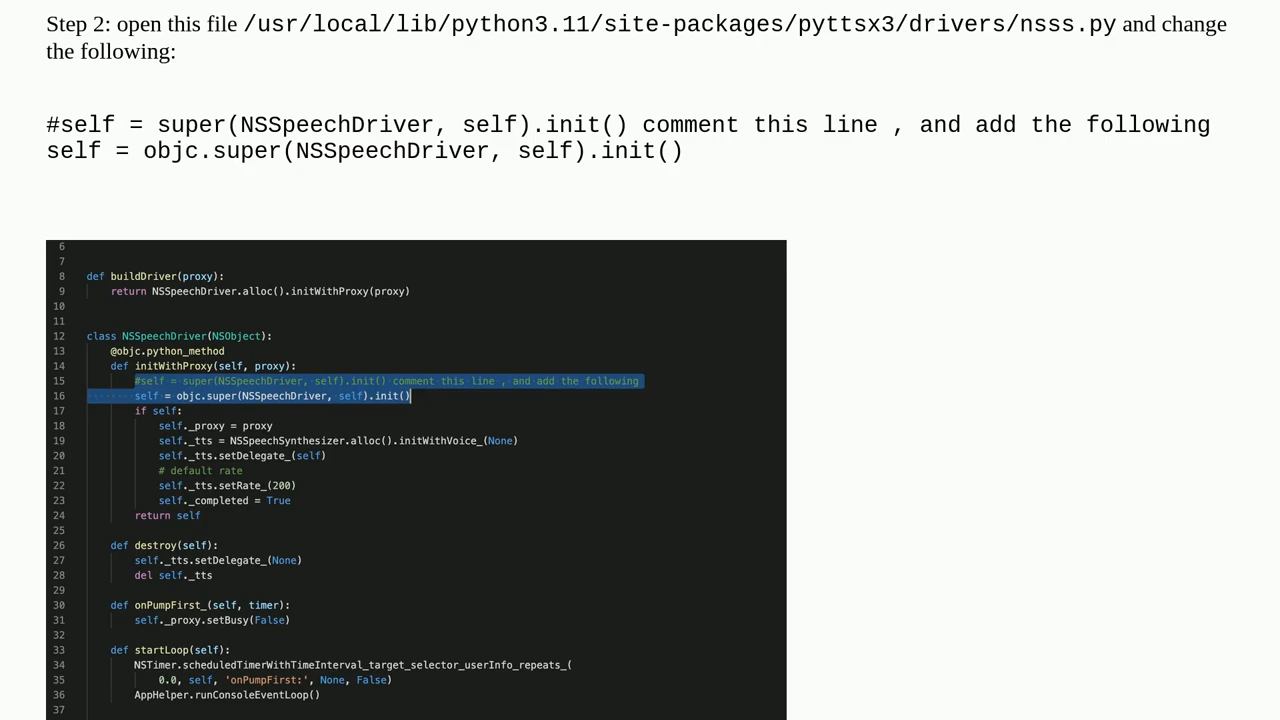 Step 2: open this file /usr/local/lib/python3.11/site-packages/pyttsx3/drivers/nsss.py and change
the following:
#self = super(NSSpeechDriver, self).init() comment this line , and add the following
self = objc.super(NSSpeechDriver, self).init()
6
7
8 def buildDriver(proxy):
9 return NSSpeechDriver.alloc().initWithProxy(proxy)
10
11
12 class NSSpeechDriver(NSObject):
13 @objc.python_method
14 def initWithProxy(self, proxy):
15 #self = super(NSSpeechDriver, self).init() comment this line , and add the following
16 self = objc.super(NSSpeechDriver, self).init()
17 if self:
18 self._proxy = proxy
19 self._tts = NSSpeechSynthesizer.alloc().initWithVoice_(None)
20 self._tts.setDelegate_(self)
21 # default rate
22 self._tts.setRate_(200)
23 self._completed = True
24 return self
25
26 def destroy(self):
27 self._tts.setDelegate_(None)
28 del self._tts
29
30 def onPumpFirst_(self, timer):
31 self._proxy.setBusy(False)
32
33 def startLoop(self):
34 NSTimer.scheduledTimerWithTimeInterval_target_selector_userInfo_repeats_(
35 0.0, self, 'onPumpFirst:', None, False)
36 AppHelper.runConsoleEventLoop()
37